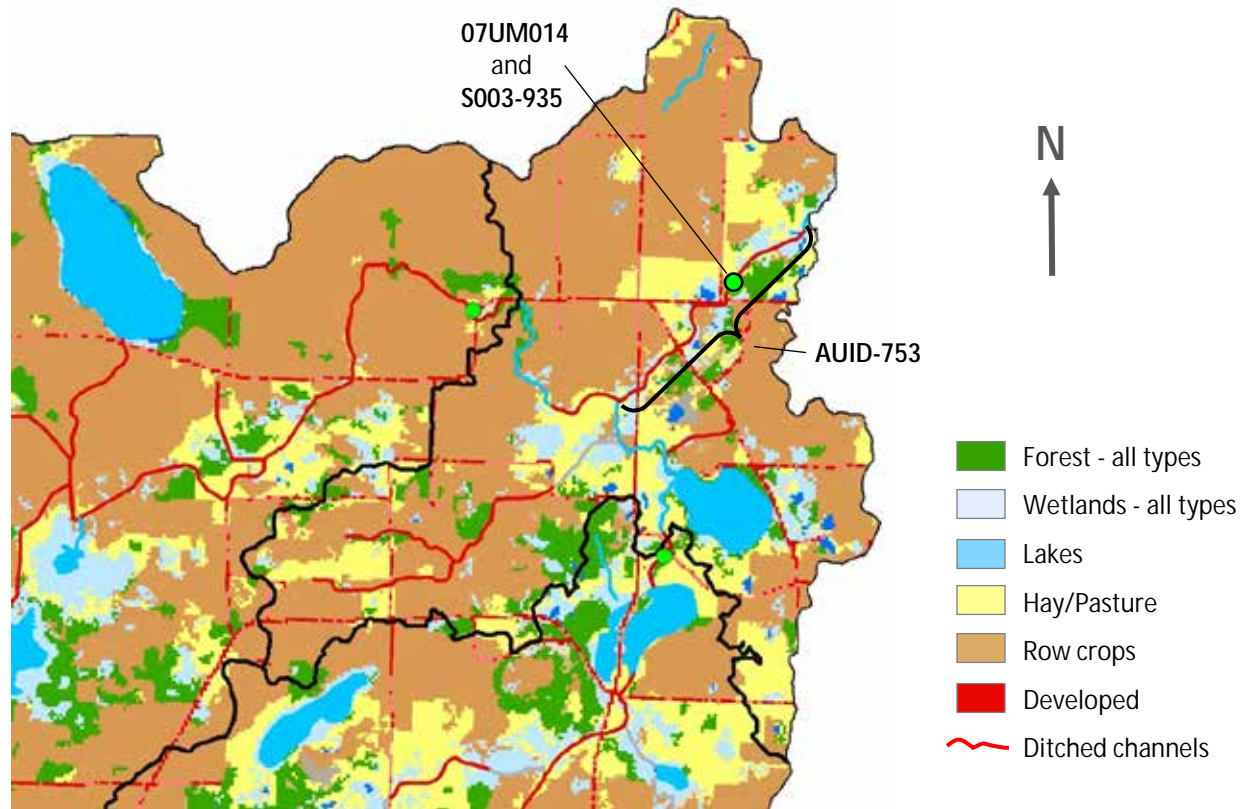 07UM014
and
S003-935
N
AUID-753
Forest - all types
Wetlands - all types
Lakes
Hay/Pasture
Row crops
Developed
Ditched channels